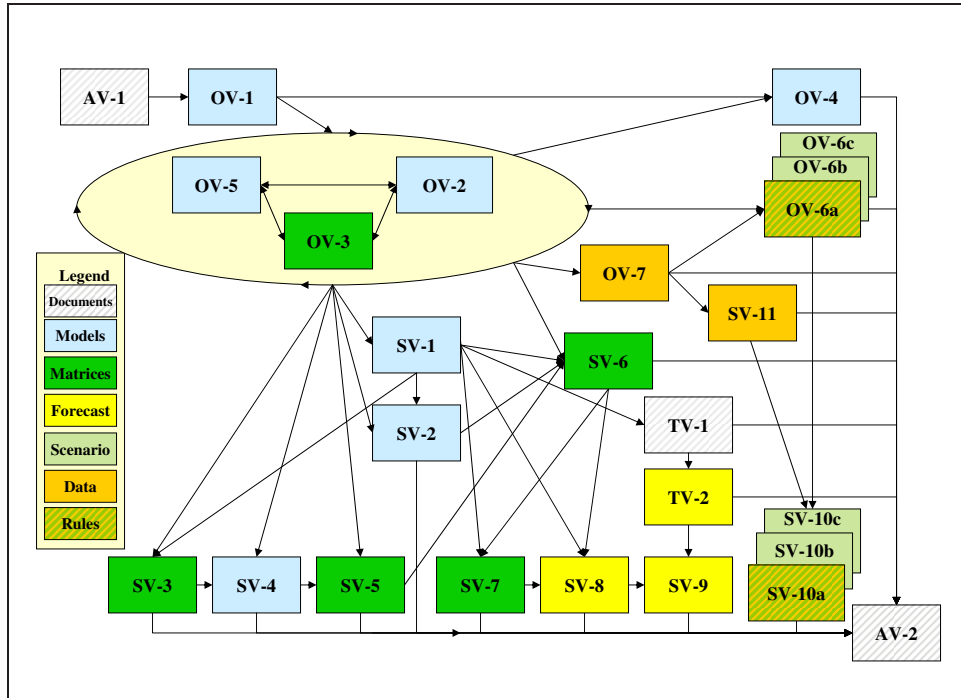 AV-1
OV-1
OV-4
OV-6c
OV-6b
OV-6a
OV-5
OV-2
OV-3
OV-7
SV-11
Legend
Documents
Models
Matrices
Forecast
Scenario
Data
Rules
SV-1
SV-6
SV-2
TV-1
TV-2
SV-10c
SV-10b
SV-10a
SV-3
SV-4
SV-5
SV-7
SV-8
SV-9
AV-2